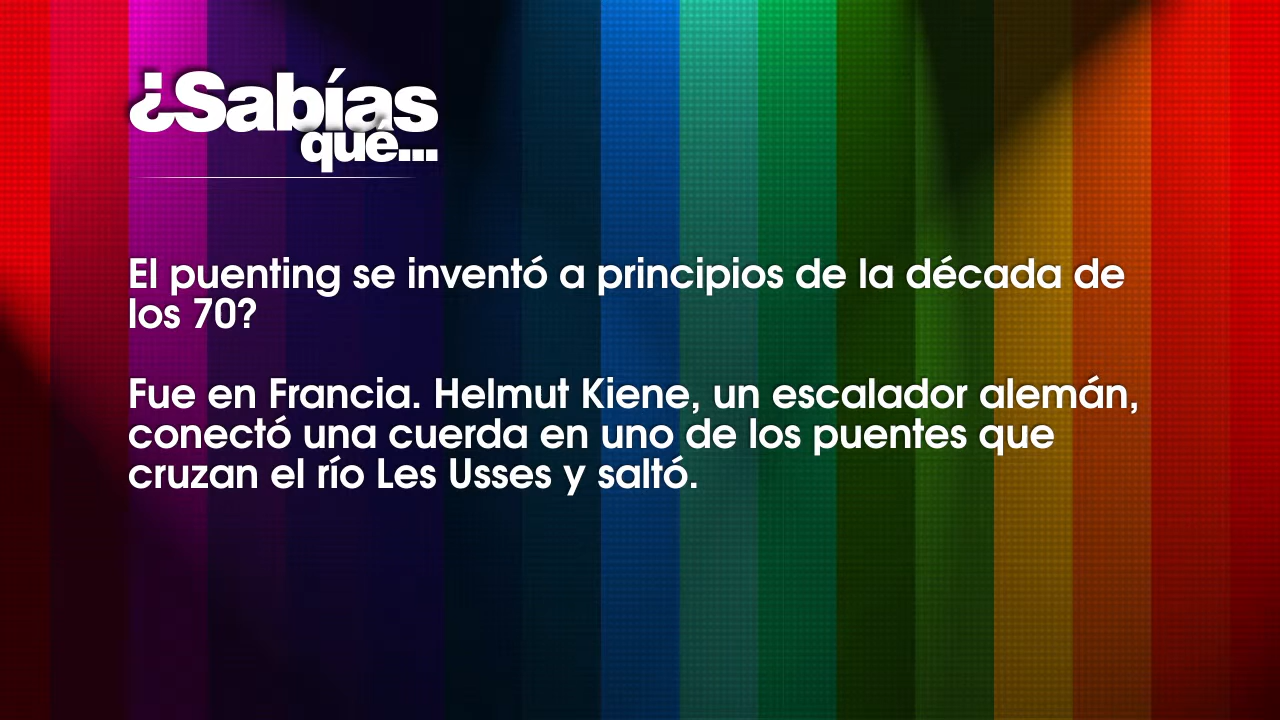 ¿Sabías
qué...
El puenting se inventó a principios de la década de
los 70?
Fue en Francia. Helmut Kiene, un escalador alemán,
conectó una cuerda en uno de los puentes que
cruzan el río Les Usses y saltó.